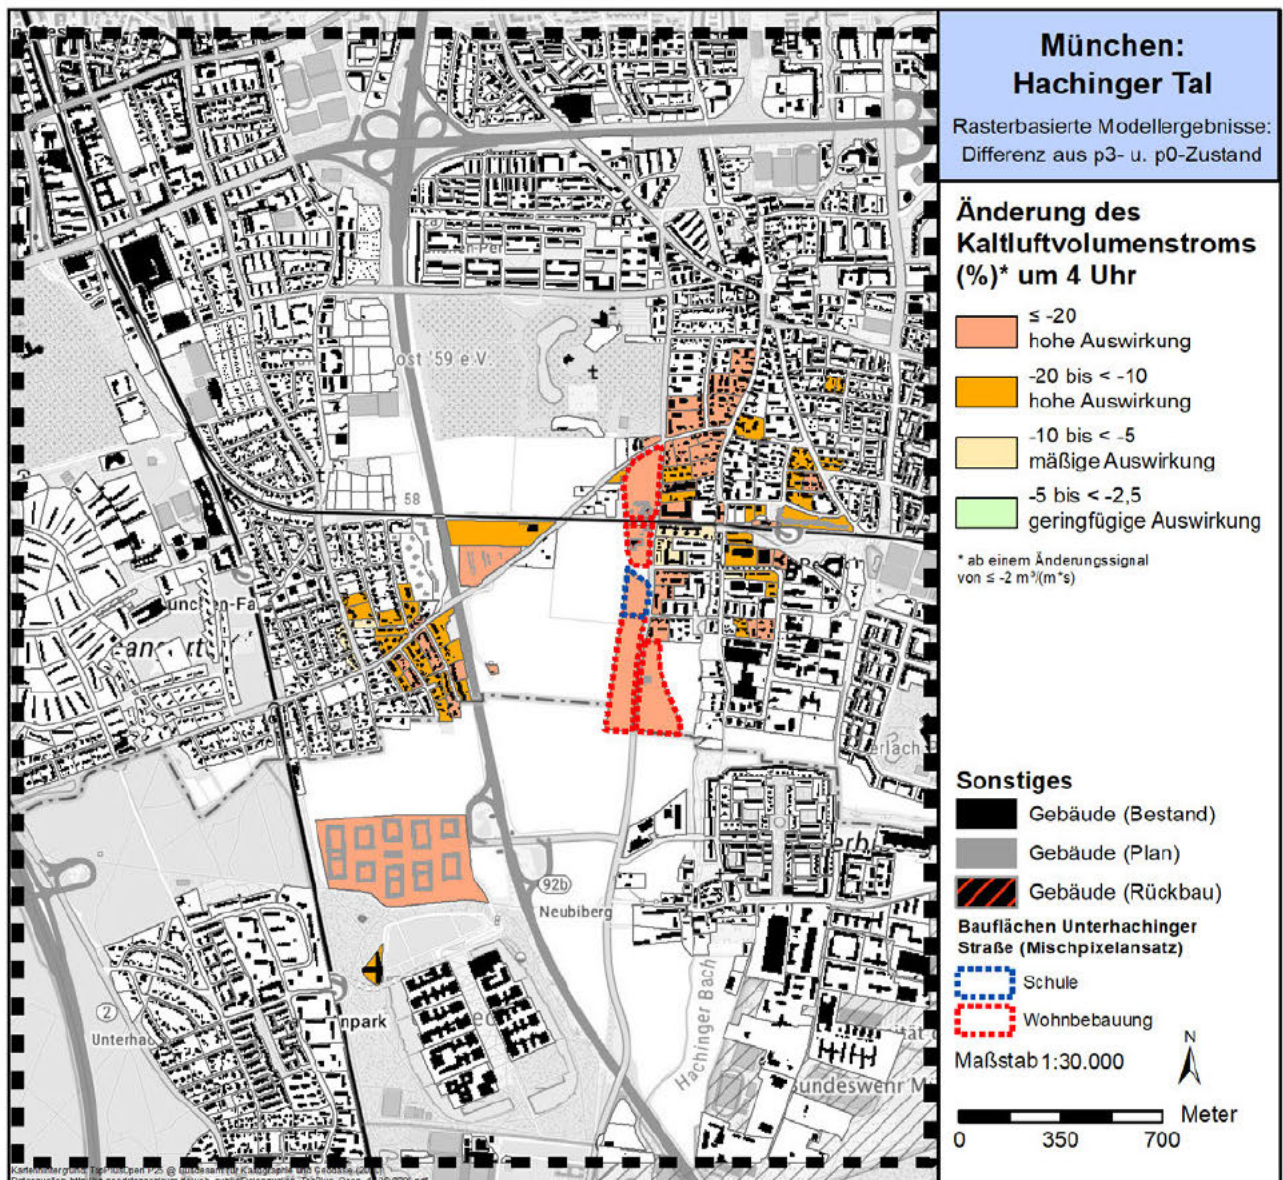 München:
Hachinger Tal
Rasterbasierte Modellergebnisse:
Differenz aus p3- u. p0-Zustand
Änderung des
Kaltluftvolumenstroms
(%)* um 4 Uhr
≤ -20
hohe Auswirkung
-20 bis < -10
hohe Auswirkung
-10 bis < -5
mäßige Auswirkung
-5 bis < -2,5
geringfügige Auswirkung
* ab einem Änderungssignal
von ≤ -2 m³/(m*s)
Sonstiges
Gebäude (Bestand)
Gebäude (Plan)
Gebäude (Rückbau)
Bauflächen Unterhachinger
Straße (Mischpixelansatz)
Schule
Wohnbebauung
Maßstab 1:30.000
N
Meter
0 350 700
ost '59 e.V.
58
92b
Neubiberg
Hachinger Bach
2
npark